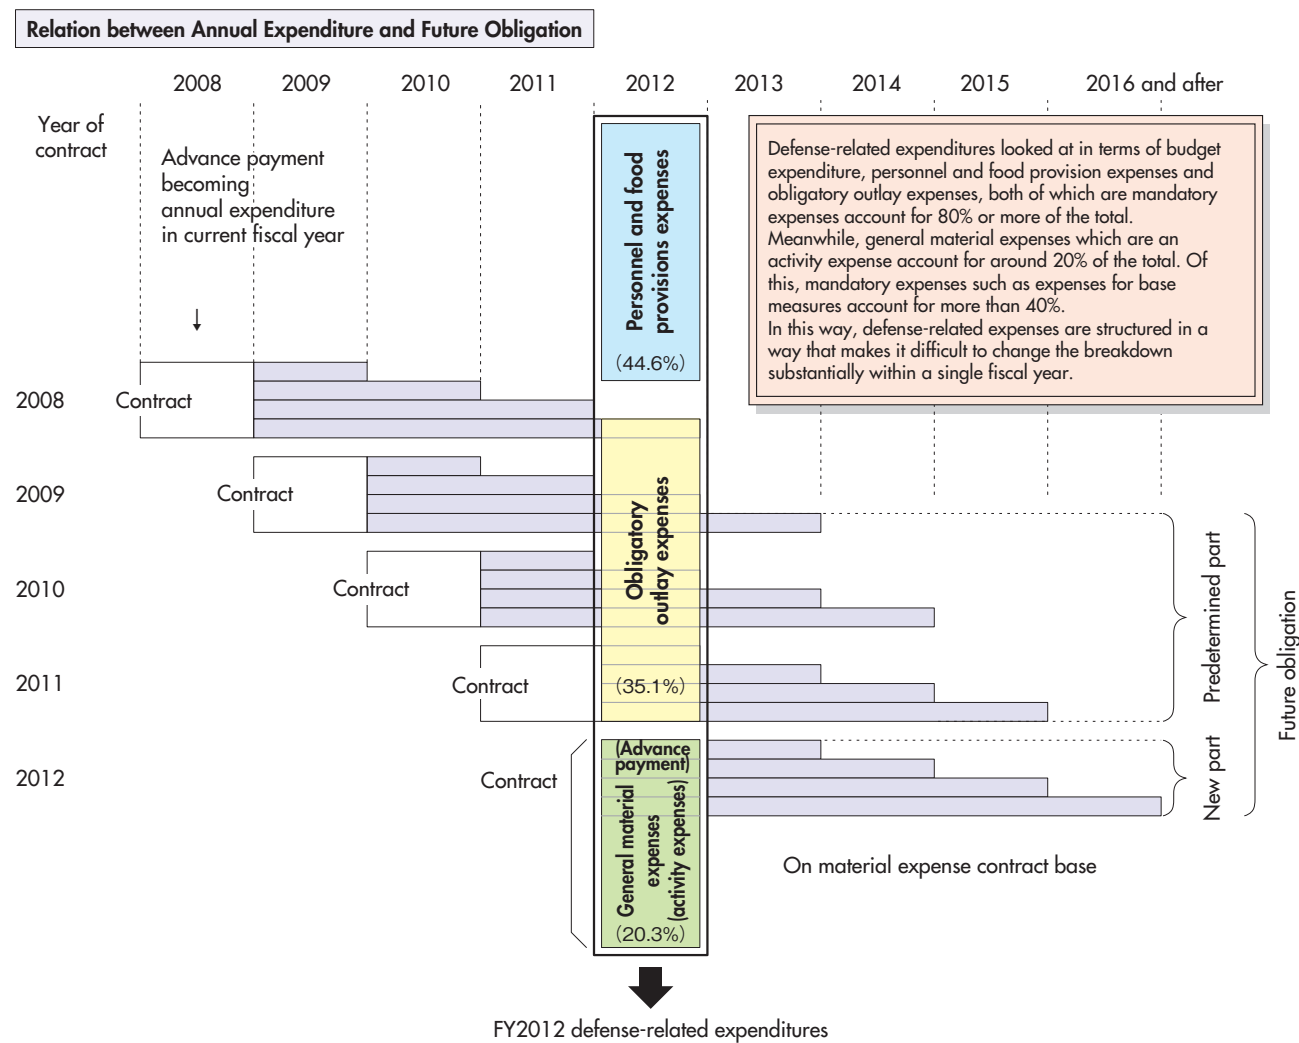 Relation between Annual Expenditure and Future Obligation
2008 2009 2010 2011 2012 2013 2014 2015 2016 and after
Year of
contract
Advance payment
becoming
annual expenditure
in current fiscal year
Personnel and food
provisions expenses
(44.6%)
Defense-related expenditures looked at in terms of budget
expenditure, personnel and food provision expenses and
obligatory outlay expenses, both of which are mandatory
expenses account for 80% or more of the total.
Meanwhile, general material expenses which are an
activity expense account for around 20% of the total. Of
this, mandatory expenses such as expenses for base
measures account for more than 40%.
In this way, defense-related expenses are structured in a
way that makes it difficult to change the breakdown
substantially within a single fiscal year.
2008
Contract
2009
Contract
2010
Contract
2011
Contract
Obligatory
outlay expenses
(35.1%)
Predetermined part
Future obligation
2012
Contract
(Advance
payment)
General material
expenses
(activity expenses)
(20.3%)
New part
On material expense contract base
FY2012 defense-related expenditures